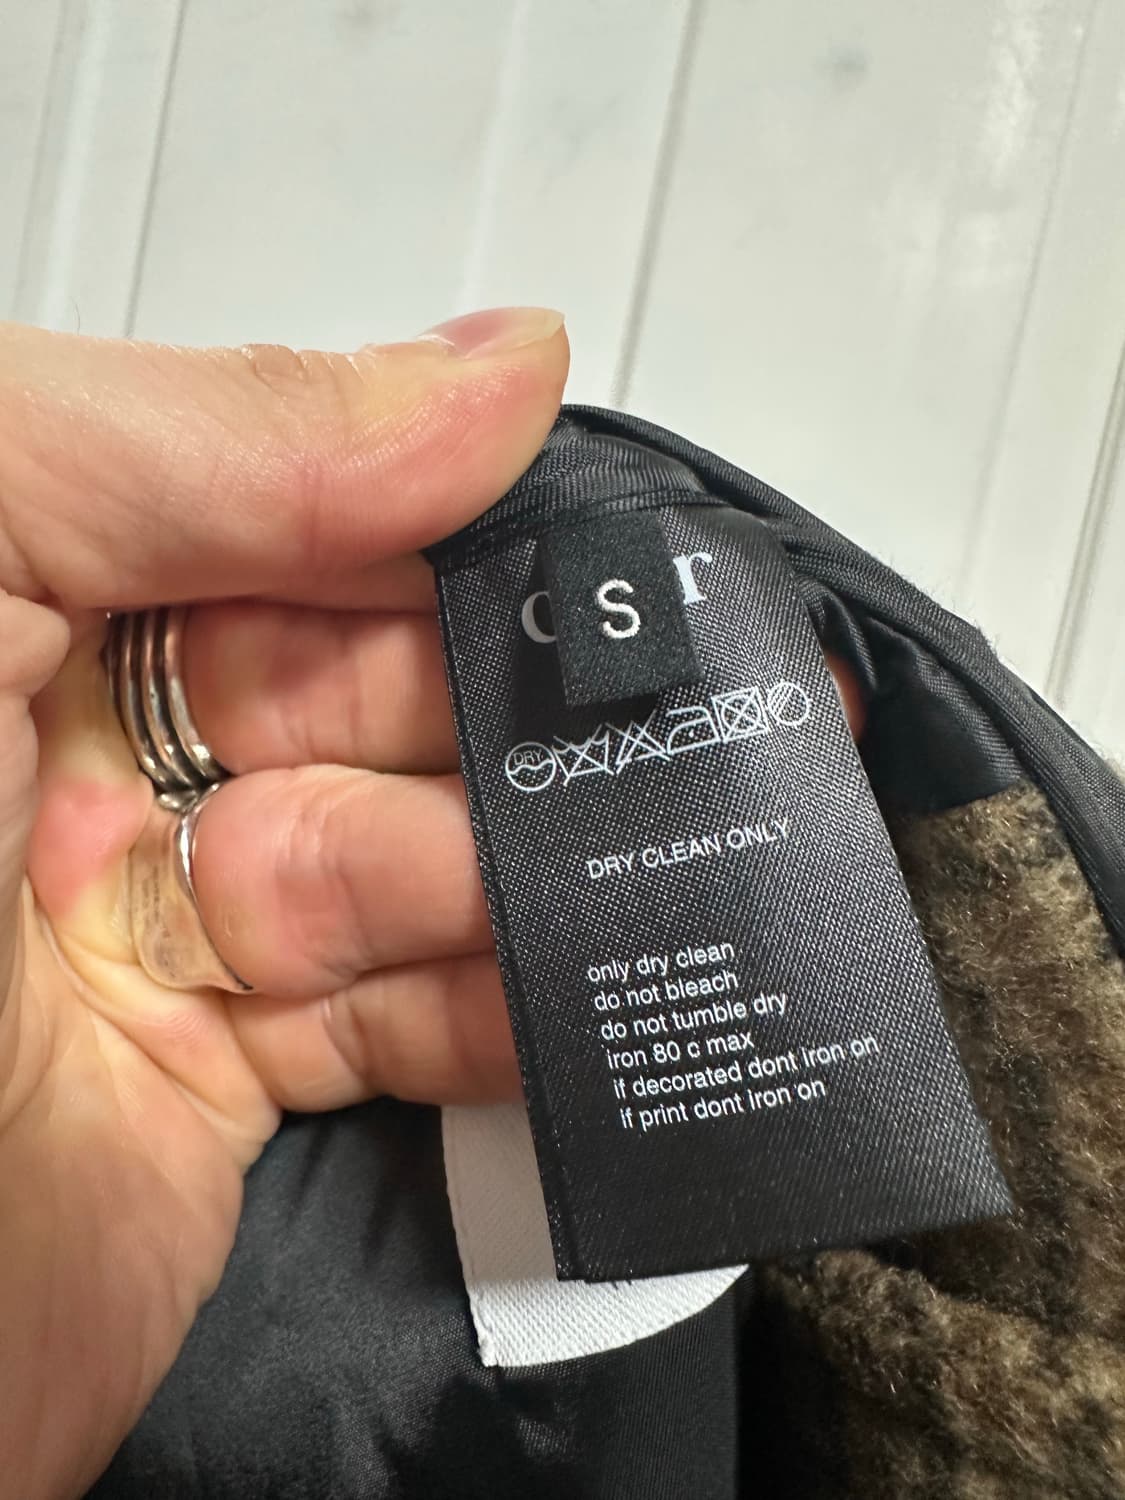 S
DRY
DRY CLEAN ONLY
only dry clean
do not bleach
do not tumble dry
iron 80 c max
if decorated dont iron on
if print dont iron on